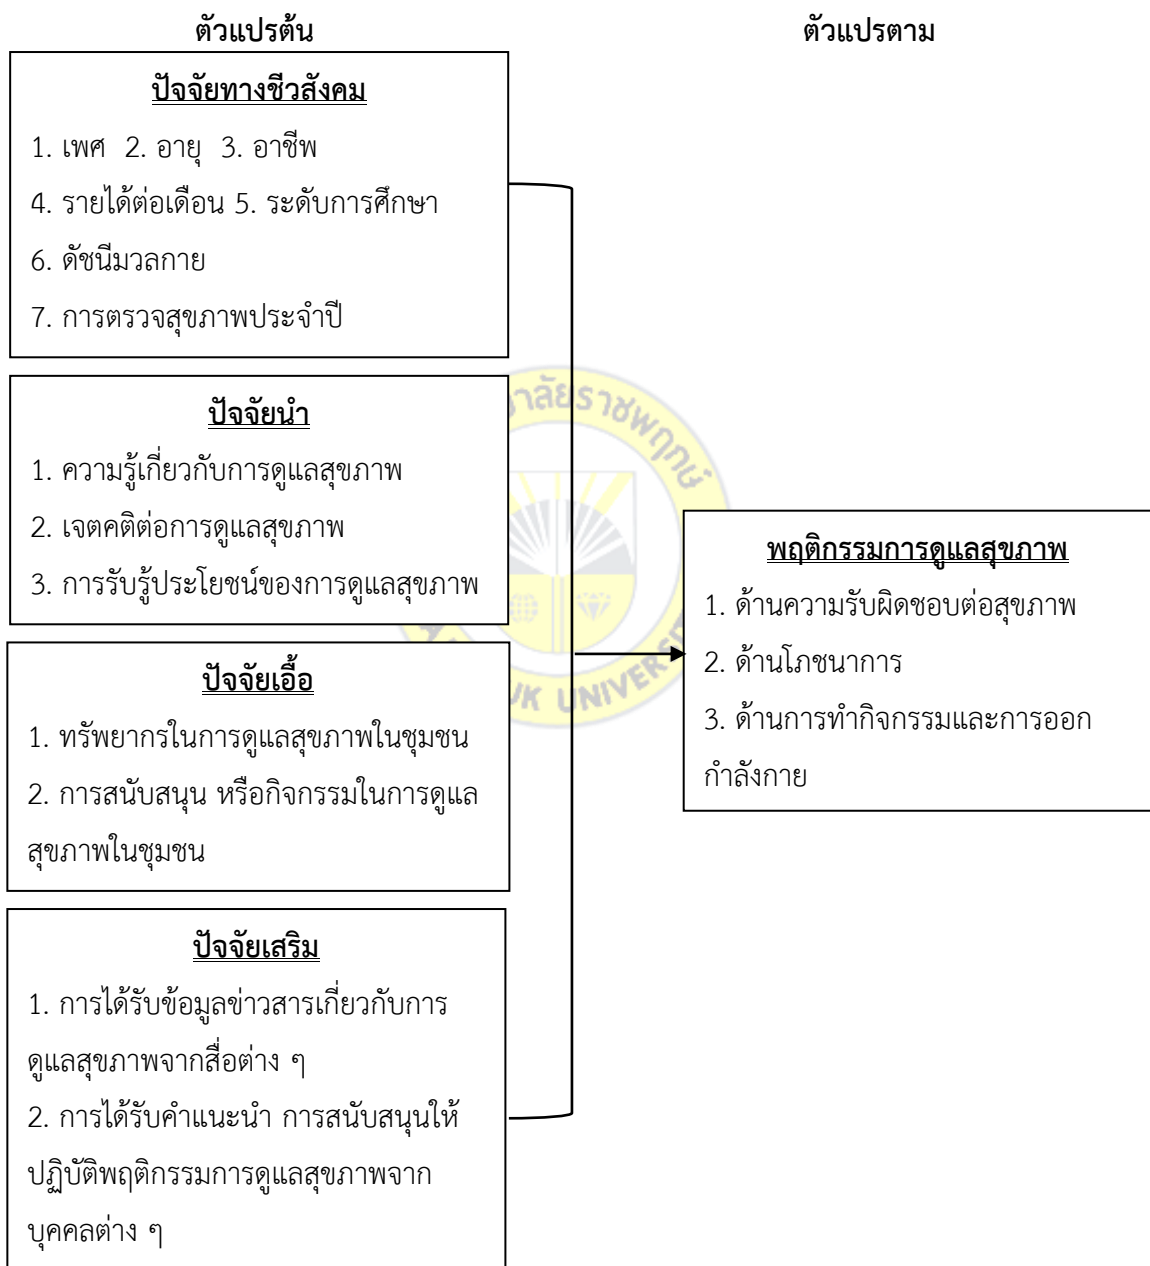 ตัวแปรต้น
ตัวแปรตาม
ปัจจัยทางชีวสังคม
1. เพศ 2. อายุ 3. อาชีพ
4. รายได้ต่อเดือน 5. ระดับการศึกษา
6. ดัชนีมวลกาย
7. การตรวจสุขภาพประจำปี
ปัจจัยนำ
1. ความรู้เกี่ยวกับการดูแลสุขภาพ
2. เจตคติต่อการดูแลสุขภาพ
3. การรับรู้ประโยชน์ของการดูแลสุขภาพ
ปัจจัยเอื้อ
1. ทรัพยากรในการดูแลสุขภาพในชุมชน
2. การสนับสนุน หรือกิจกรรมในการดูแล
สุขภาพในชุมชน
ปัจจัยเสริม
1. การได้รับข้อมูลข่าวสารเกี่ยวกับการ
ดูแลสุขภาพจากสื่อต่าง ๆ
2. การได้รับคำแนะนำ การสนับสนุนให้
ปฏิบัติพฤติกรรมการดูแลสุขภาพจาก
บุคคลต่าง ๆ
พฤติกรรมการดูแลสุขภาพ
1. ด้านความรับผิดชอบต่อสุขภาพ
2. ด้านโภชนาการ
3. ด้านการทำกิจกรรมและการออก
กำลังกาย
าลัยราชพฤกษ์
UK UNIVERS